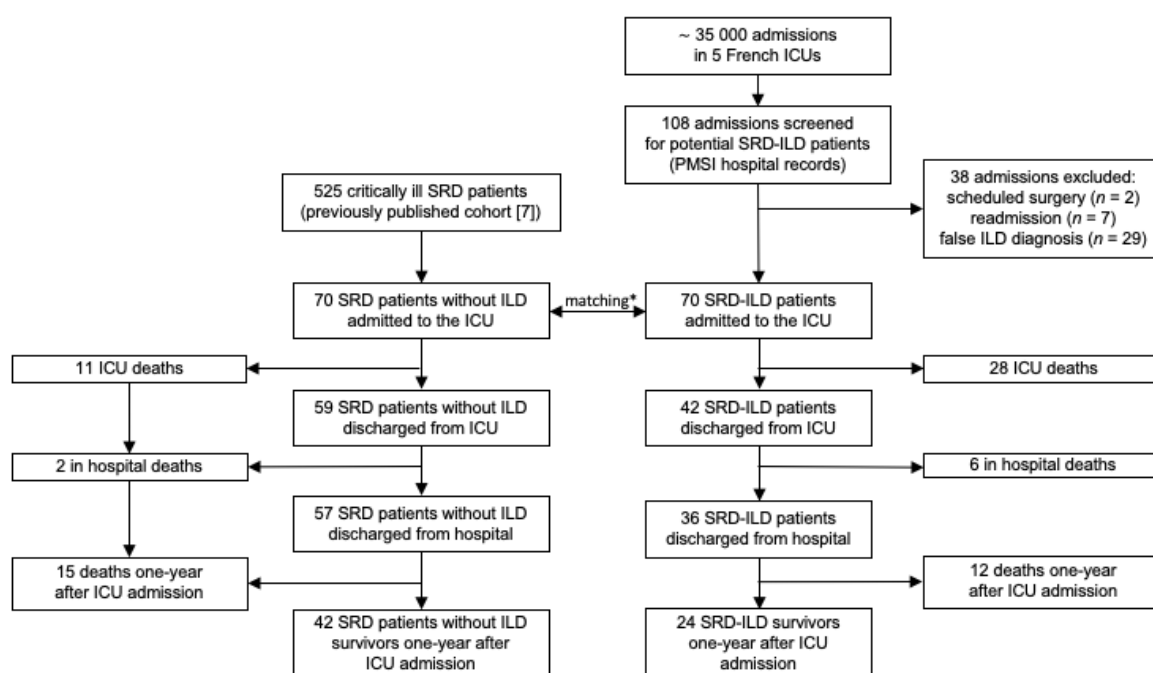 ~ 35 000 admissions
in 5 French ICUs
108 admissions screened
for potential SRD-ILD patients
(PMSI hospital records)
38 admissions excluded:
scheduled surgery (n = 2)
readmission (n = 7)
false ILD diagnosis (n = 29)
525 critically ill SRD patients
(previously published cohort [7])
70 SRD patients without ILD
admitted to the ICU
matching*
70 SRD-ILD patients
admitted to the ICU
11 ICU deaths
28 ICU deaths
59 SRD patients without ILD
discharged from ICU
42 SRD-ILD patients
discharged from ICU
2 in hospital deaths
6 in hospital deaths
57 SRD patients without ILD
discharged from hospital
36 SRD-ILD patients
discharged from hospital
15 deaths one-year
after ICU admission
12 deaths one-year
after ICU admission
42 SRD patients without ILD
survivors one-year after
ICU admission
24 SRD-ILD survivors
one-year after ICU
admission